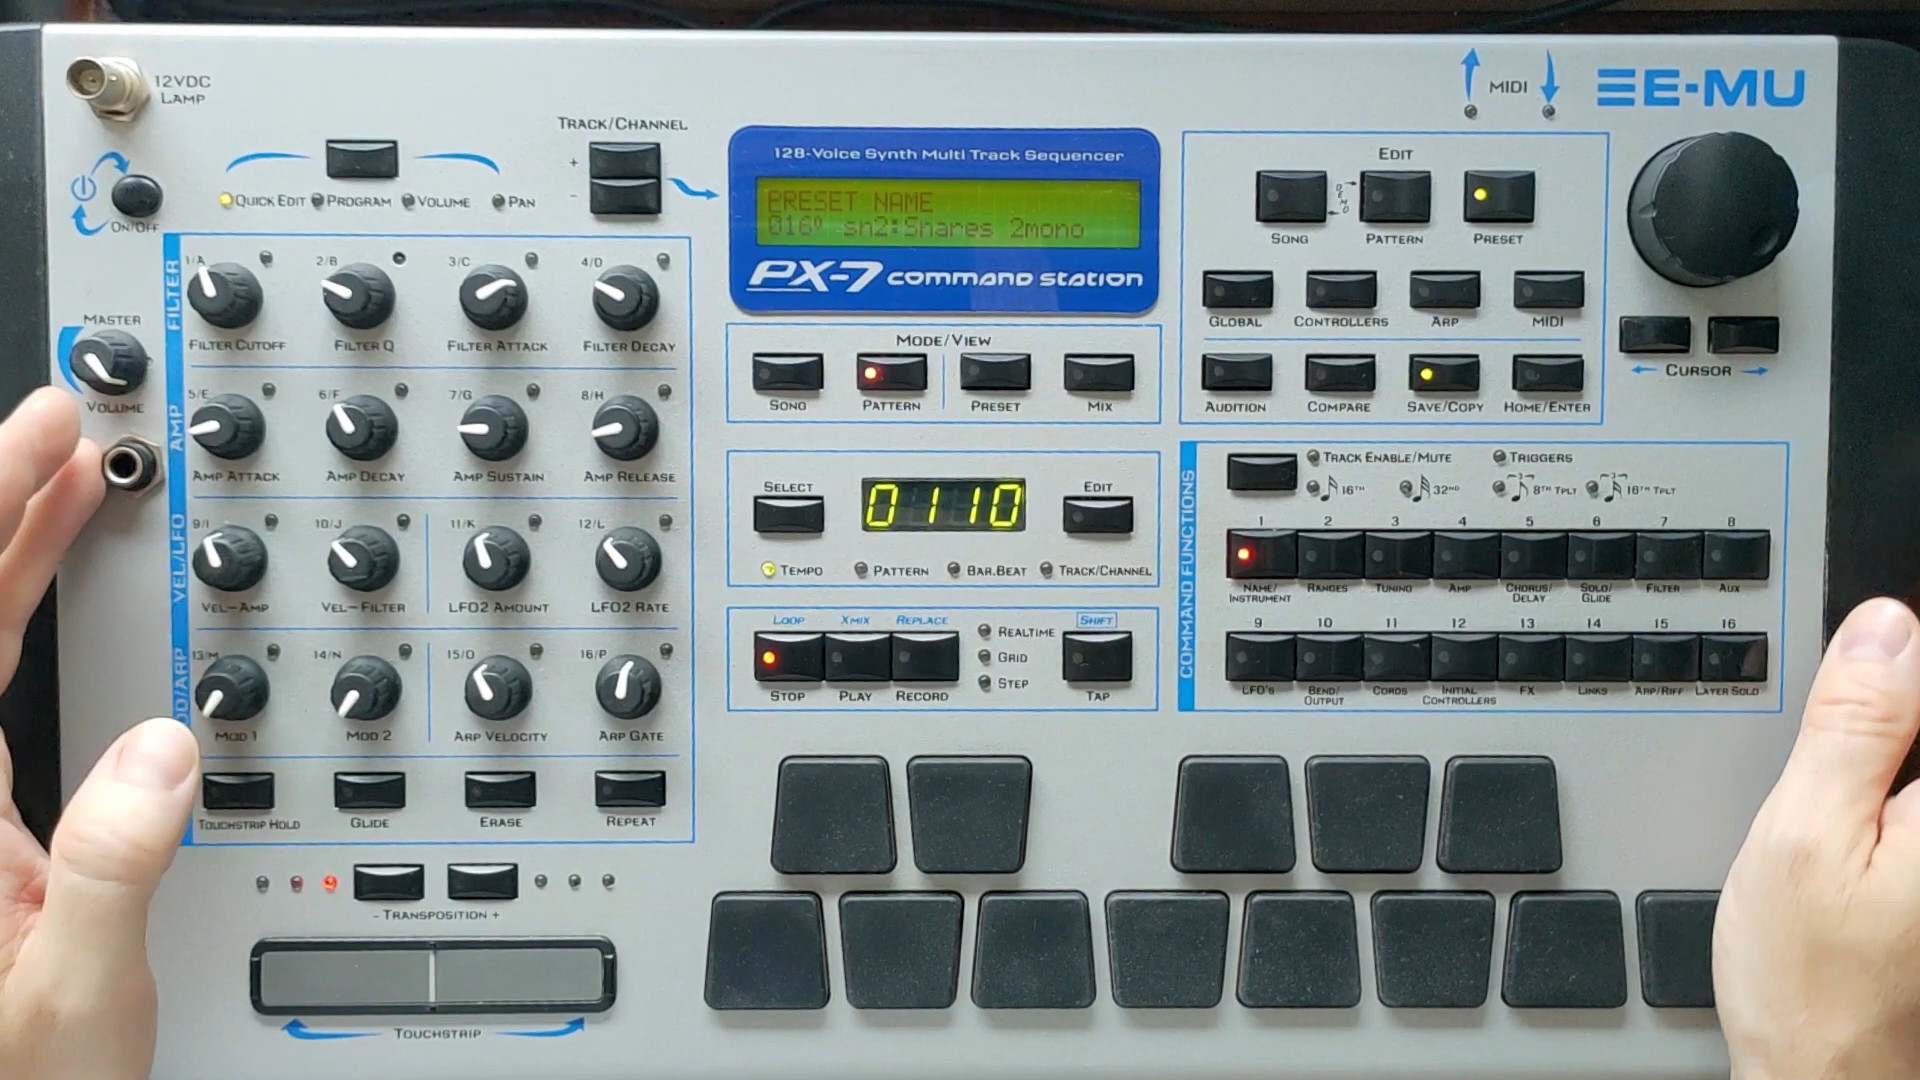 12VDC
LAMP
ON/OFF
MASTER
VOLUME
QUICK EDIT
PROGRAM
VOLUME
PAN
TRACK/CHANNEL
+
-
FILTER
1/A
2/B
3/C
4/D
FILTER CUTOFF
FILTER Q
FILTER ATTACK
FILTER DECAY
AMP
5/E
6/F
7/G
8/H
AMP ATTACK
AMP DECAY
AMP SUSTAIN
AMP RELEASE
VEL/LFO
9/I
10/J
11/K
12/L
VEL-AMP
VEL-FILTER
LFO2 AMOUNT
LFO2 RATE
13/M
14/N
15/O
16/P
MOD 1
MOD 2
ARP VELOCITY
ARP GATE
TOUCHSTRIP HOLD
GLIDE
ERASE
REPEAT
- TRANSPOSITION +
TOUCHSTRIP
128-Voice Synth Multi Track Sequencer
PRESET NAME
016⁰ sn2:Snares 2mono
PX-7 command station
MODE/VIEW
SONG
PATTERN
PRESET
MIX
SELECT
0110
EDIT
TEMPO
PATTERN
BAR.BEAT
TRACK/CHANNEL
LOOP
XMIX
REPLACE
STOP
PLAY
RECORD
REALTIME
GRID
STEP
SHIFT
TAP
MIDI
E-MU
EDIT
SONG
DEMO
PATTERN
PRESET
GLOBAL
CONTROLLERS
ARP
MIDI
AUDITION
COMPARE
SAVE/COPY
HOME/ENTER
CURSOR
COMMAND FUNCTIONS
TRACK ENABLE/MUTE
TRIGGERS
16TH
32ND
3
8TH TPLT
3
16TH TPLT
1
2
3
4
5
6
7
8
NAME/
INSTRUMENT
RANGES
TUNING
AMP
CHORUS/
DELAY
SOLO/
GLIDE
FILTER
AUX
9
10
11
12
13
14
15
16
LFO'S
BEND/
OUTPUT
CORDS
INITIAL
CONTROLLERS
FX
LINKS
ARP/RIFF
LAYER SOLO